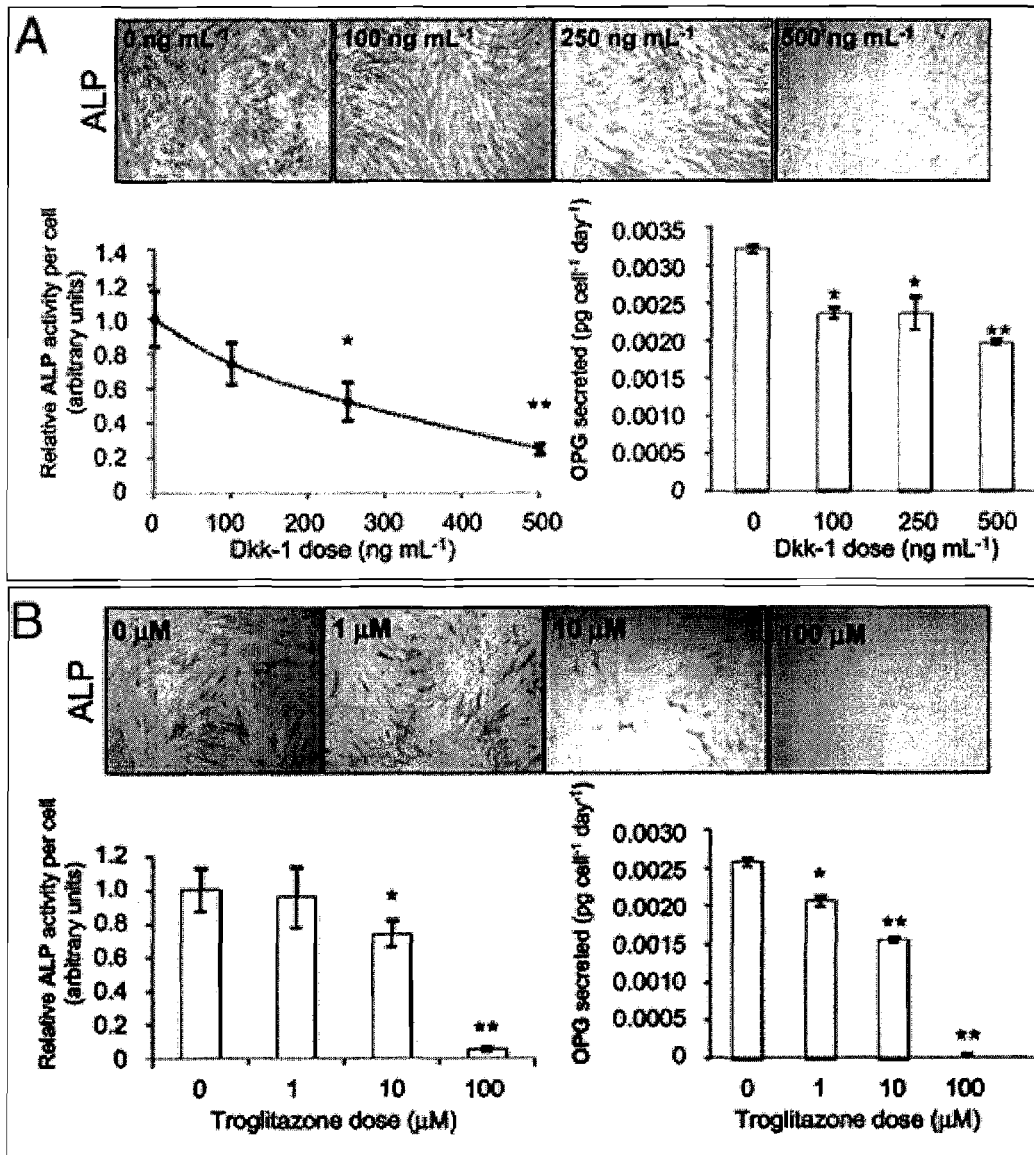 A
ALP
0 ng mL⁻¹
100 ng mL⁻¹
250 ng mL⁻¹
500 ng mL⁻¹
Relative ALP activity per cell
(arbitrary units)
1.4
1.2
1.0
0.8
0.6
0.4
0.2
0
*
**
0 100 200 300 400 500
Dkk-1 dose (ng mL⁻¹)
OPG secreted (pg cell⁻¹ day⁻¹)
0.0035
0.0030
0.0025
0.0020
0.0015
0.0010
0.0005
0
*
*
**
0 100 250 500
Dkk-1 dose (ng mL⁻¹)
B
ALP
0 µM
1 µM
10 µM
100 µM
Relative ALP activity per cell
(arbitrary units)
1.2
1.0
0.8
0.6
0.4
0.2
0
*
**
0 1 10 100
Troglitazone dose (µM)
OPG secreted (pg cell⁻¹ day⁻¹)
0.0030
0.0025
0.0020
0.0015
0.0010
0.0005
0
*
**
**
0 1 10 100
Troglitazone dose (µM)